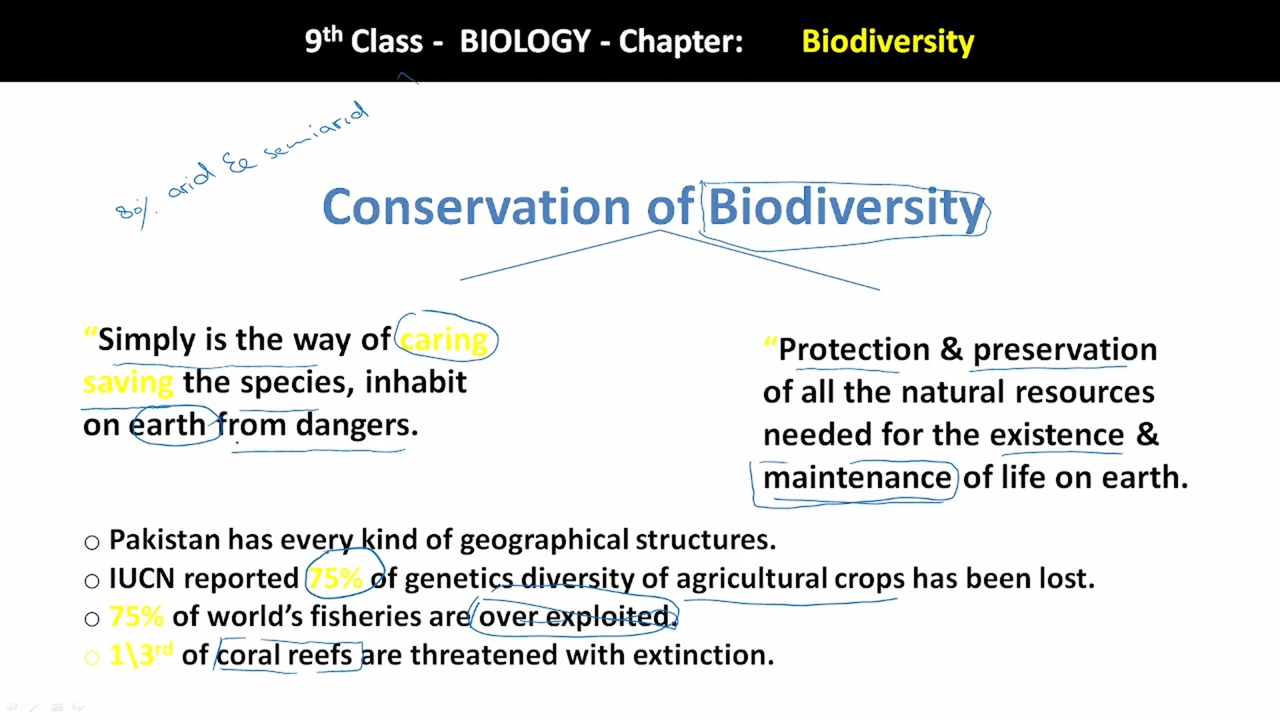 9th Class - BIOLOGY - Chapter: Biodiversity
80% arid & semiarid
Conservation of Biodiversity
“Simply is the way of caring
saving the species, inhabit
on earth from dangers.
“Protection & preservation
of all the natural resources
needed for the existence &
maintenance of life on earth.
o Pakistan has every kind of geographical structures.
o IUCN reported 75% of genetics diversity of agricultural crops has been lost.
o 75% of world’s fisheries are over exploited.
o 1\3rd of coral reefs are threatened with extinction.